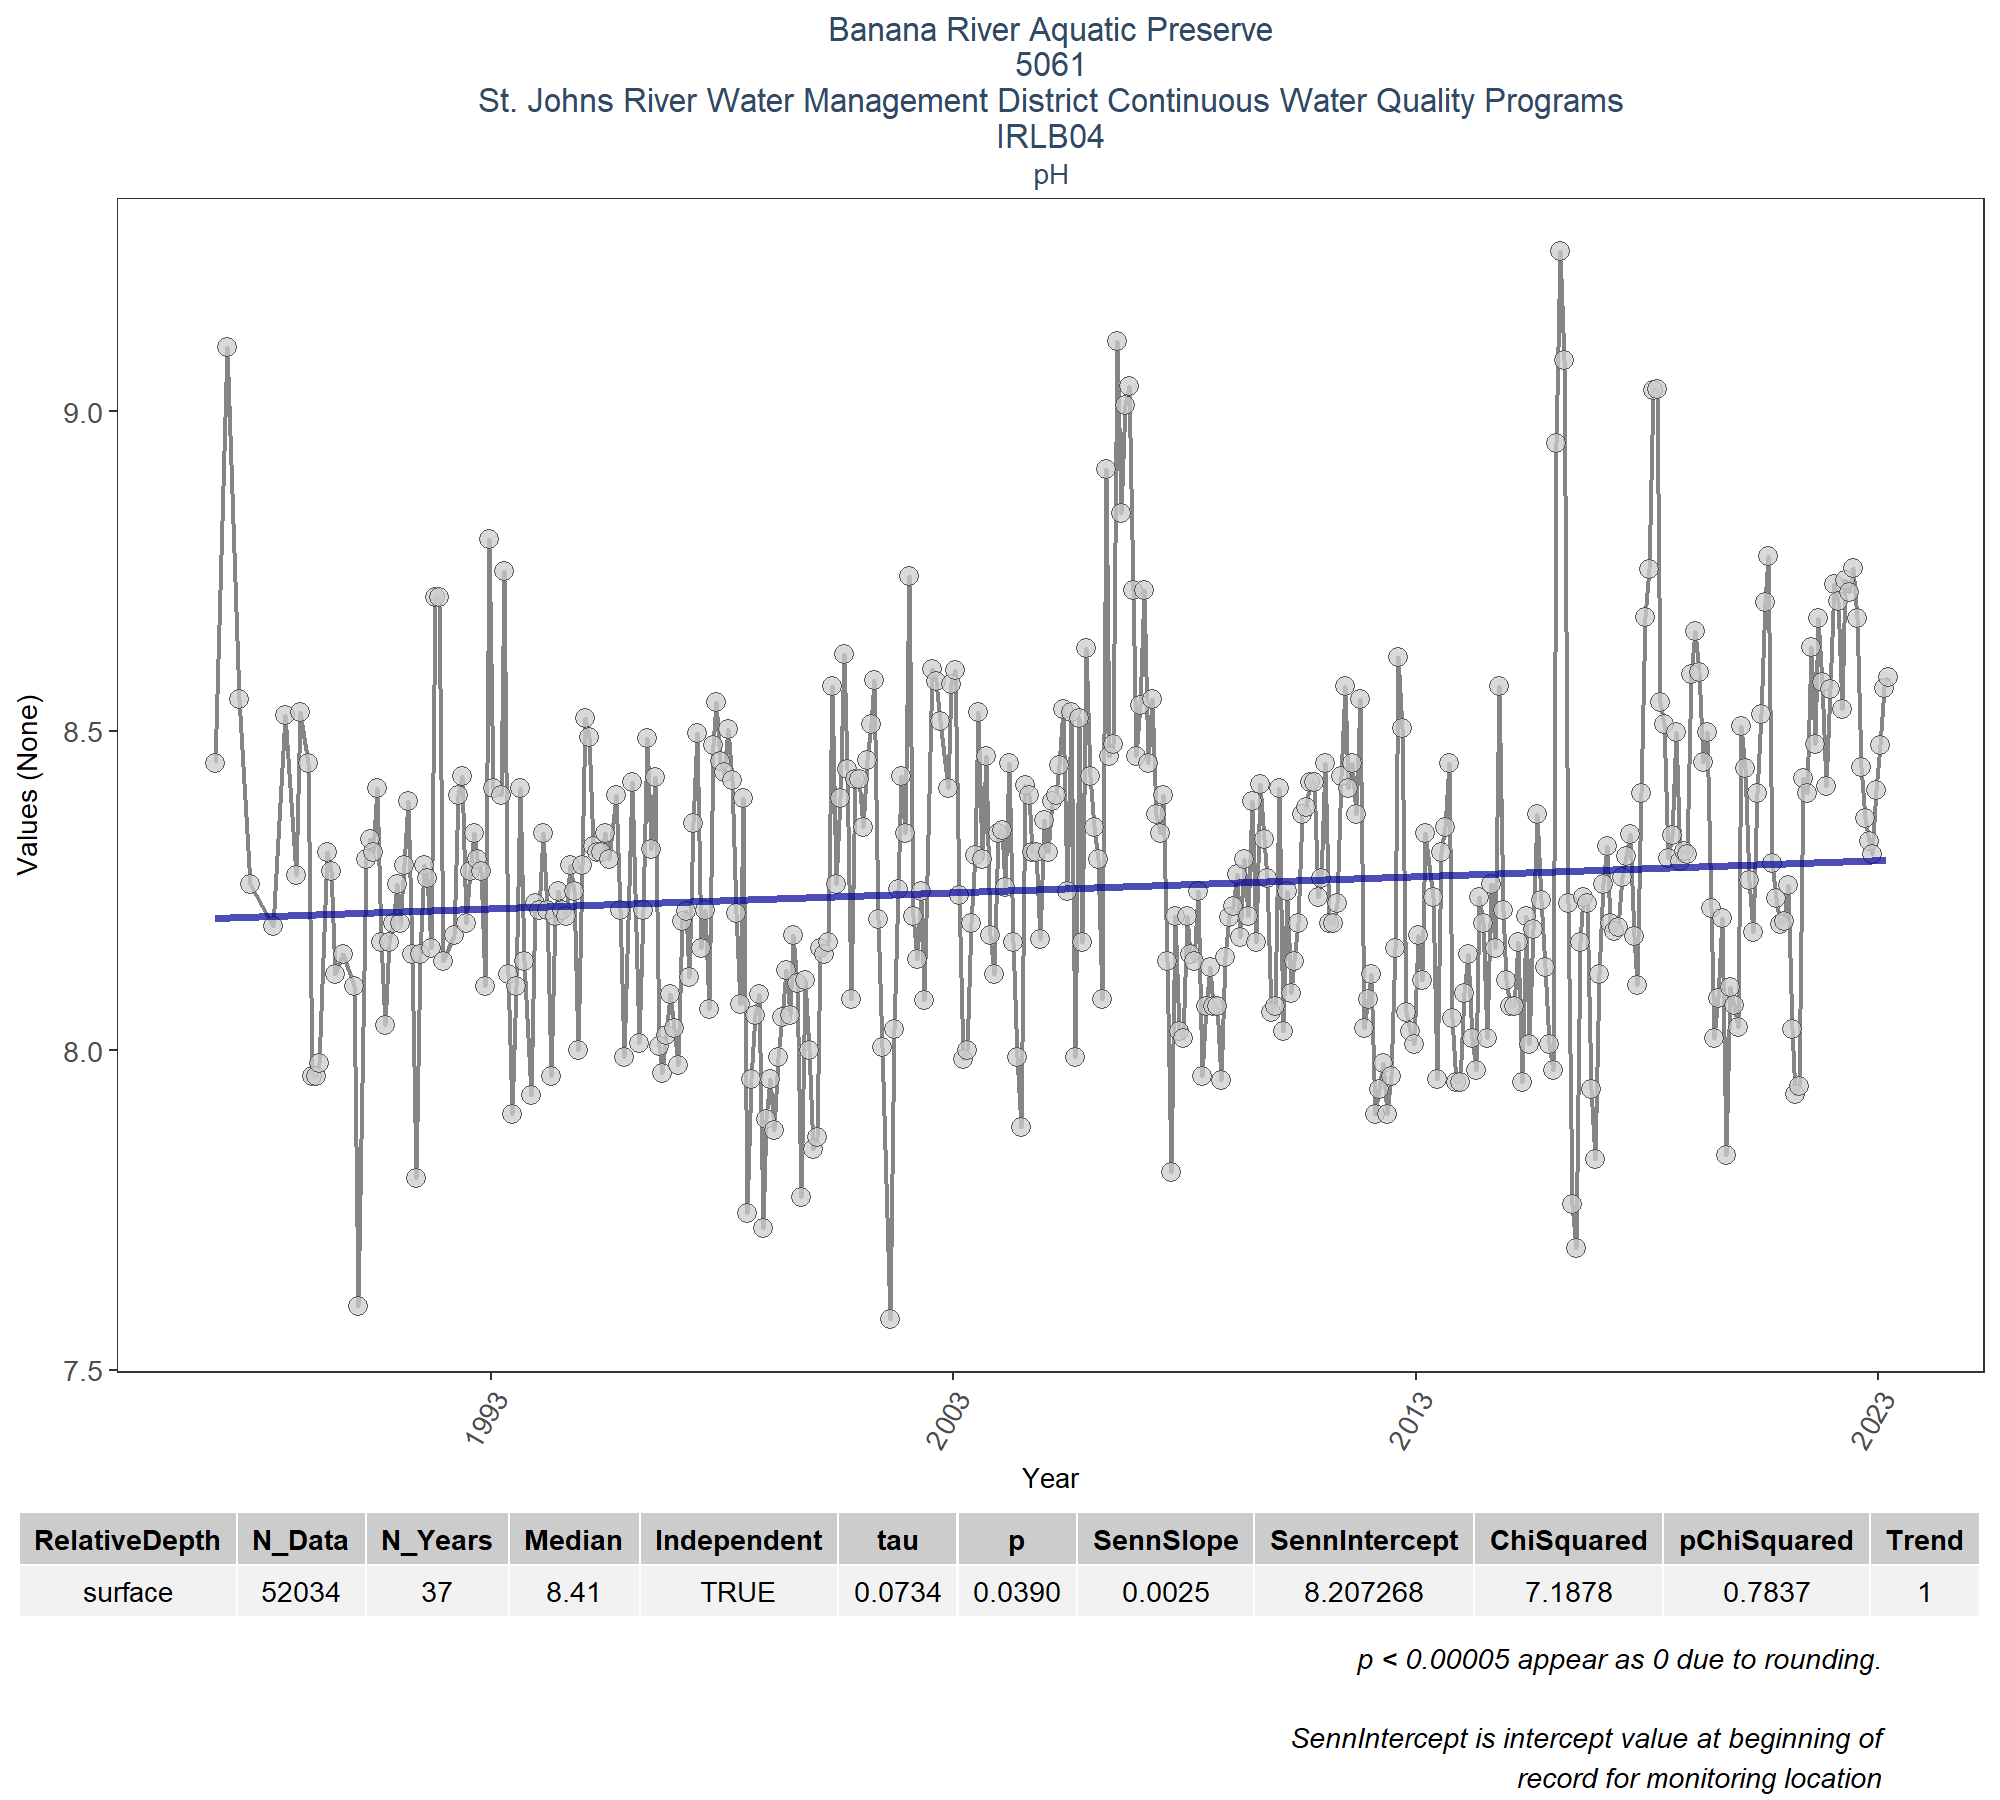 Banana River Aquatic Preserve
5061
St. Johns River Water Management District Continuous Water Quality Programs
IRLB04
pH
Values (None)
9.0
8.5
8.0
7.5
1993
2003
2013
2023
Year
RelativeDepth N_Data N_Years Median Independent tau p SennSlope SennIntercept ChiSquared pChiSquared Trend
surface 52034 37 8.41 TRUE 0.0734 0.0390 0.0025 8.207268 7.1878 0.7837 1
p < 0.00005 appear as 0 due to rounding.
SennIntercept is intercept value at beginning of
record for monitoring location